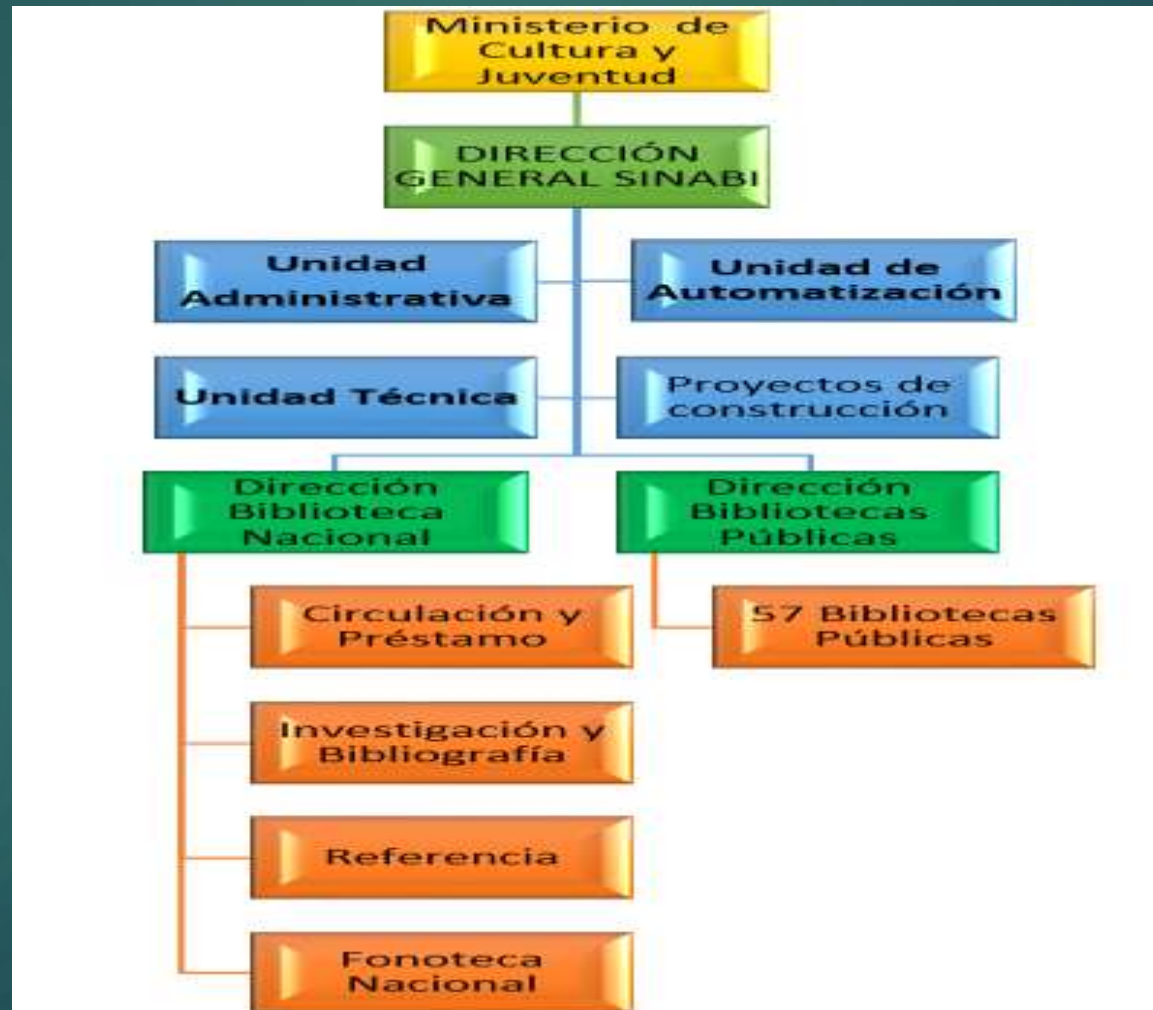 Ministerio de
Cultura y
Juventud
DIRECCIÓN
GENERAL SINABI
Unidad
Administrativa
Unidad de
Automatización
Unidad Técnica
Proyectos de
construcción
Dirección
Biblioteca
Nacional
Dirección
Bibliotecas
Públicas
Circulación y
Préstamo
57 Bibliotecas
Públicas
Investigación y
Bibliografía
Referencia
Fonoteca
Nacional